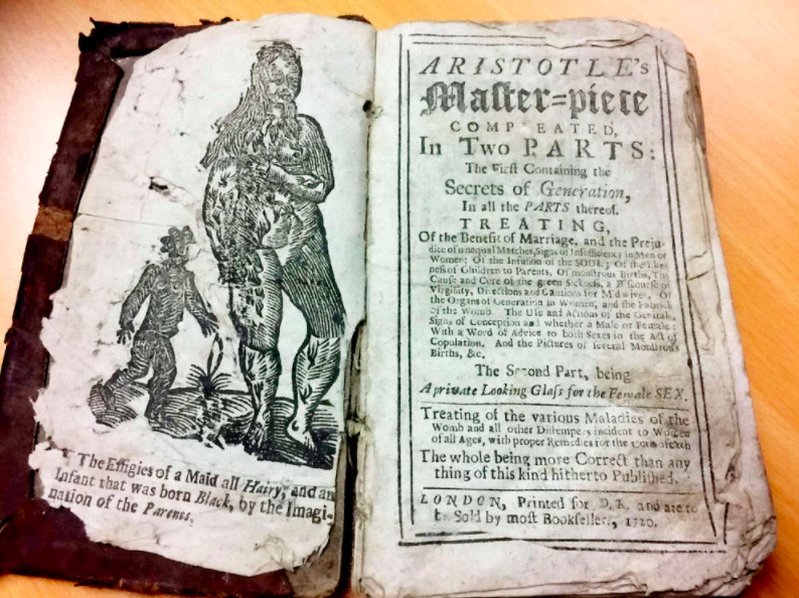 The Effigies of a Maid all Hairy, and an
Infant that was born Black, by the Imagi-
nation of the Parents.
ARISTOTLE's
Master=piece
COMPLEATED,
In Two PARTS:
The First Containing the
Secrets of Generation,
In all the PARTS thereof.
TREATING,
Of the Benefit of Marriage, and the Preju-
dice of unequal Matches, Signs of Insufficiency in Men or
Women; Of the Infusion of the SOUL; Of the like-
ness of Children to Parents, Of monstrous Births, The
Cause and Cure of the green Sickness, a Discourse of
Virginity, Directions and Cautions for Midwives, Of
the Organs of Generation in Women, and the Fabrick
of the Womb. The Use and Actions of the Genitals,
Signs of Conception and whether a Male or Female;
With a Word of Advice to both Sexes in the Act of
Copulation. And the Pictures of several Monstrous
Births, &c.
The Second Part, being
A private Looking Glass for the Female SEX.
Treating of the various Maladies of the
Womb and all other Distempers incident to Women
of all Ages, with proper Remedies for the Cure of each
The whole being more Correct than any
thing of this kind hitherto Published.
LONDON, Printed for D. K. and are to
be Sold by most Booksellers, 1720.